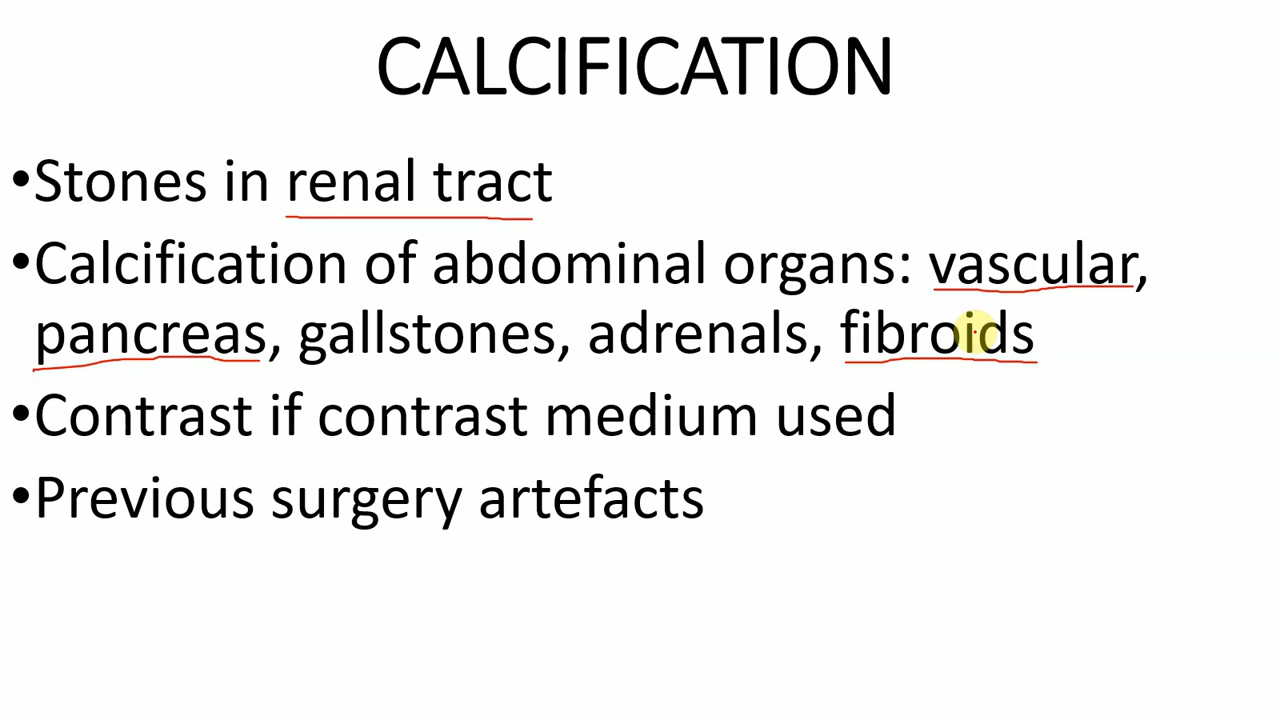 CALCIFICATION
•Stones in renal tract
•Calcification of abdominal organs: vascular,
pancreas, gallstones, adrenals, fibroids
•Contrast if contrast medium used
•Previous surgery artefacts